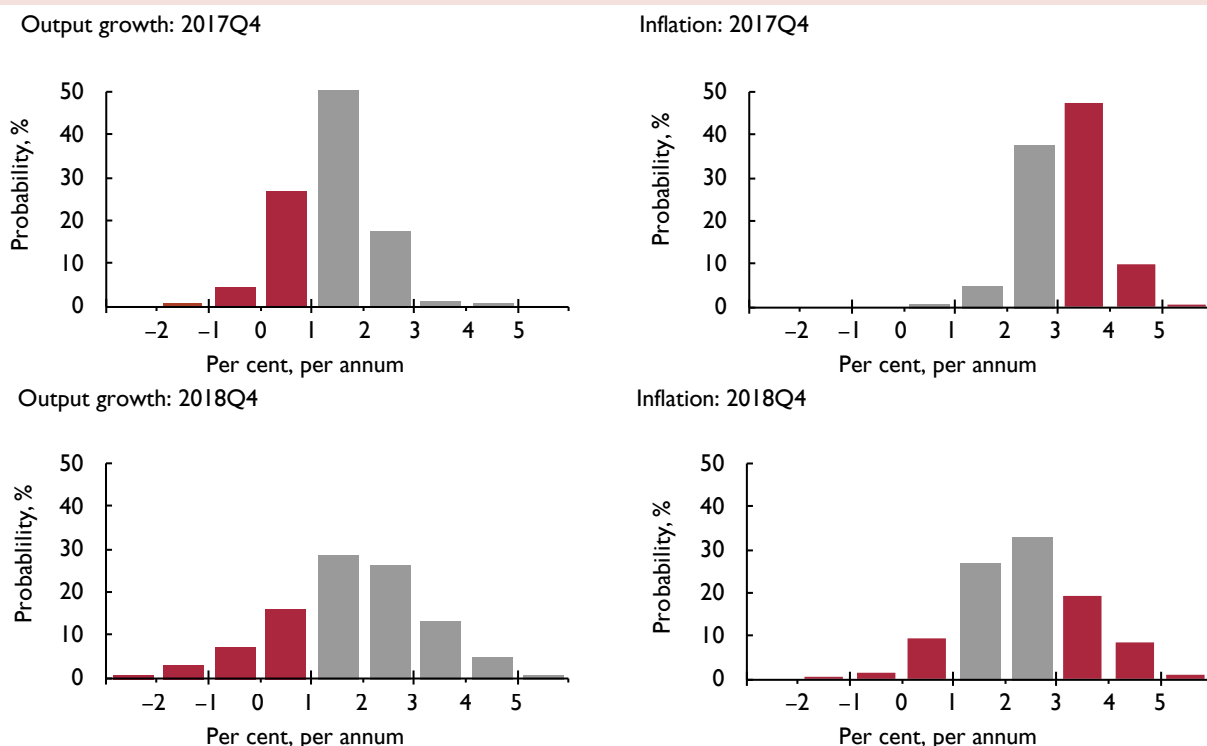 Output growth: 2017Q4
Probability, %
50
40
30
20
10
0
–2 –1 0 1 2 3 4 5
Per cent, per annum
Inflation: 2017Q4
Probability, %
50
40
30
20
10
0
–2 –1 0 1 2 3 4 5
Per cent, per annum
Output growth: 2018Q4
Probablility, %
50
40
30
20
10
0
–2 –1 0 1 2 3 4 5
Per cent, per annum
Inflation: 2018Q4
Probability, %
50
40
30
20
10
0
–2 –1 0 1 2 3 4 5
Per cent, per annum